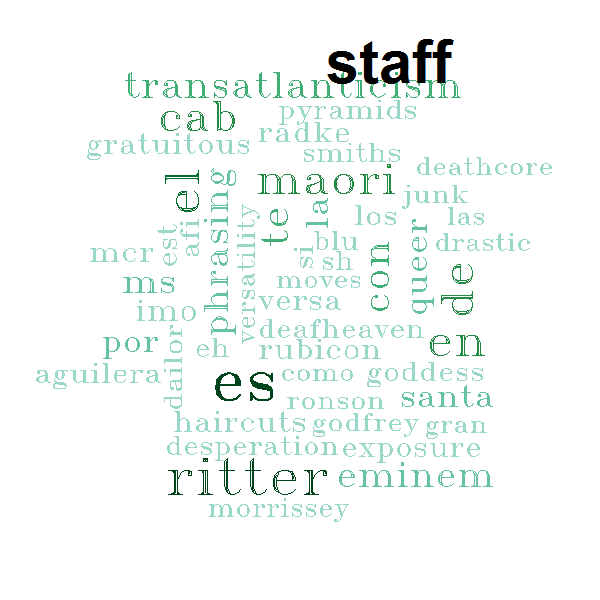 staff
transatlanticism
pyramids
cab
radke
gratuitous
smiths
deathcore
maori
el
junk
la
los
las
te
phrasing
versatility
afi
est
blu
queer
drastic
con
si
sh
mcr
de
ms
moves
versa
imo
deafheaven
por
eh
rubicon
en
dailor
aguilera
es
como
goddess
ronson
santa
haircuts
godfrey
gran
desperation
exposure
ritter
eminem
morrissey